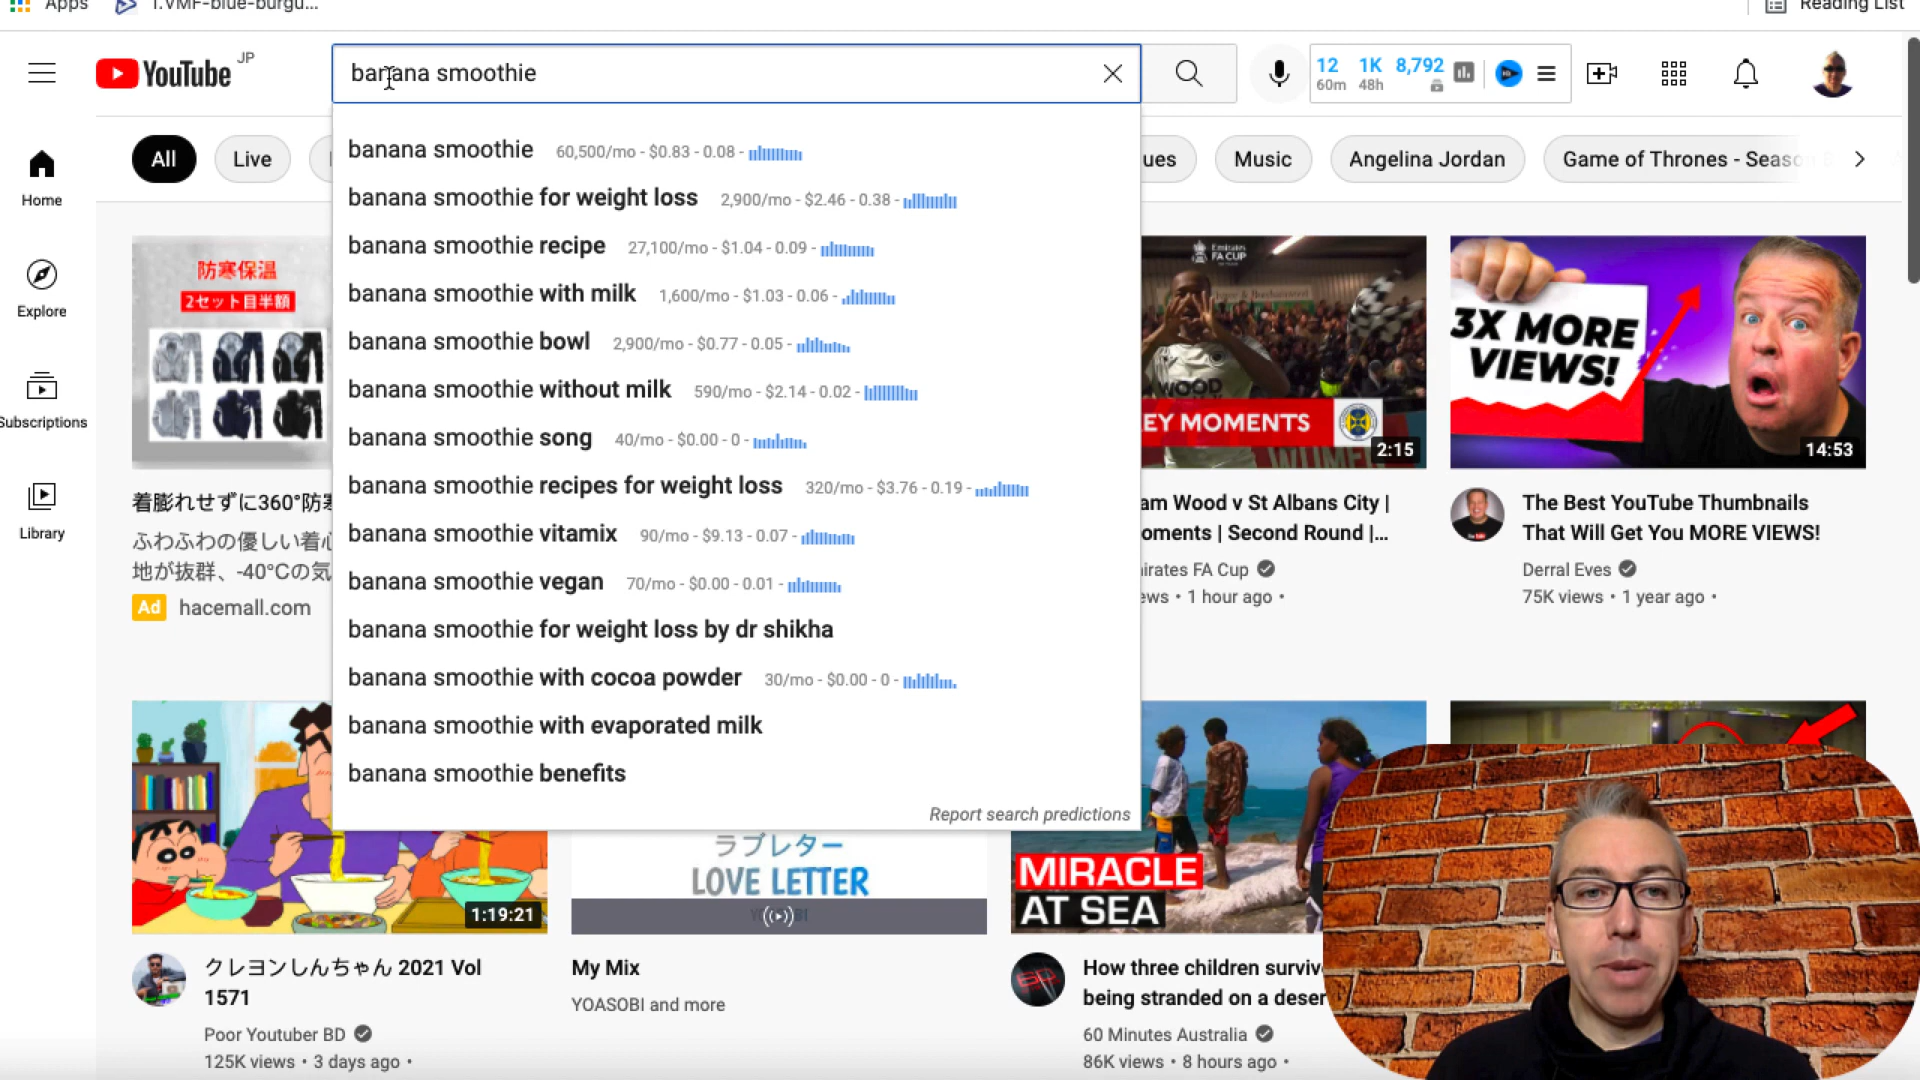 Apps
1.VMF-blue-burgu...
Reading List
YouTube JP
banana smoothie
12 1K 8,792
60m 48h
Home
Explore
Subscriptions
Library
All
Live
ues
Music
Angelina Jordan
Game of Thrones - Season
banana smoothie 60,500/mo - $0.83 - 0.08 -
banana smoothie for weight loss 2,900/mo - $2.46 - 0.38 -
banana smoothie recipe 27,100/mo - $1.04 - 0.09 -
banana smoothie with milk 1,600/mo - $1.03 - 0.06 -
banana smoothie bowl 2,900/mo - $0.77 - 0.05 -
banana smoothie without milk 590/mo - $2.14 - 0.02 -
banana smoothie song 40/mo - $0.00 - 0 -
banana smoothie recipes for weight loss 320/mo - $3.76 - 0.19 -
banana smoothie vitamix 90/mo - $9.13 - 0.07 -
banana smoothie vegan 70/mo - $0.00 - 0.01 -
banana smoothie for weight loss by dr shikha
banana smoothie with cocoa powder 30/mo - $0.00 - 0 -
banana smoothie with evaporated milk
banana smoothie benefits
Report search predictions
防寒保温
2セット目半額
着膨れせずに360°防寒
ふわふわの優しい着心
地が抜群、-40°Cの気
Ad hacemall.com
Emirates
FA CUP
WOOD
EY MOMENTS
2:15
am Wood v St Albans City |
oments | Second Round |...
irates FA Cup
ews • 1 hour ago •
3X MORE
VIEWS!
14:53
The Best YouTube Thumbnails
That Will Get You MORE VIEWS!
Derral Eves
75K views • 1 year ago •
1:19:21
クレヨンしんちゃん 2021 Vol
1571
Poor Youtuber BD
125K views • 3 days ago •
ラブレター
LOVE LETTER
YOASOBI
My Mix
YOASOBI and more
MIRACLE
AT SEA
How three children surviv
being stranded on a deser
60 Minutes Australia
86K views • 8 hours ago •